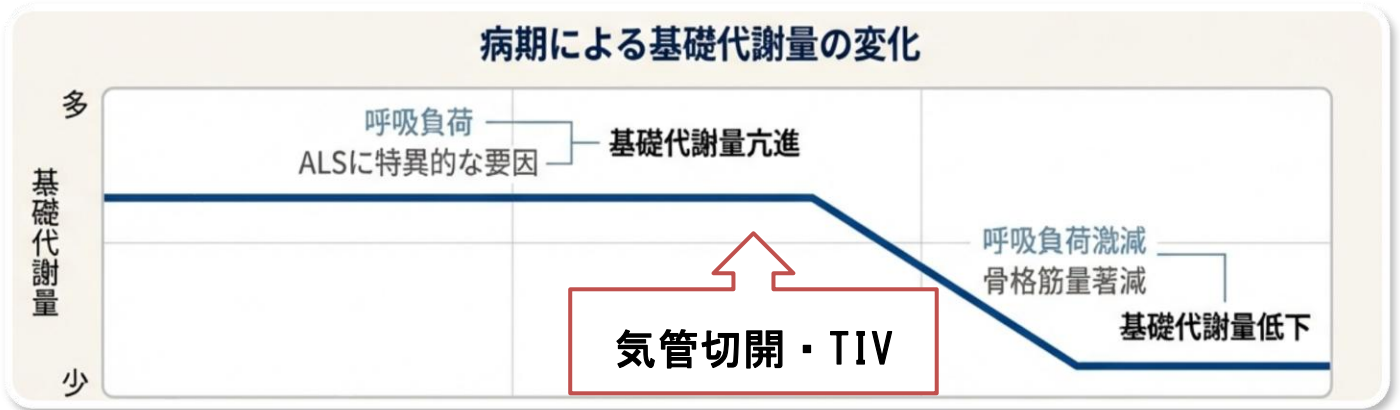 病期による基礎代謝量の変化
多
呼吸負荷
ALSに特異的な要因
基礎代謝量亢進
基礎代謝量
呼吸負荷激減
骨格筋量著減
基礎代謝量低下
気管切開・TIV
少